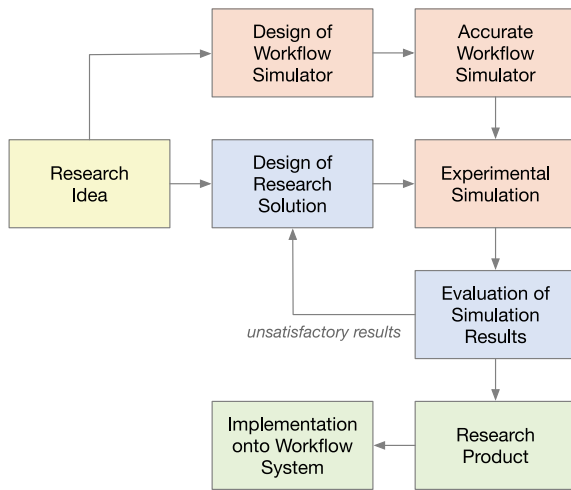 Design of
Workflow
Simulator
Accurate
Workflow
Simulator
Research
Idea
Design of
Research
Solution
Experimental
Simulation
Evaluation of
Simulation
Results
unsatisfactory results
Implementation
onto Workflow
System
Research
Product